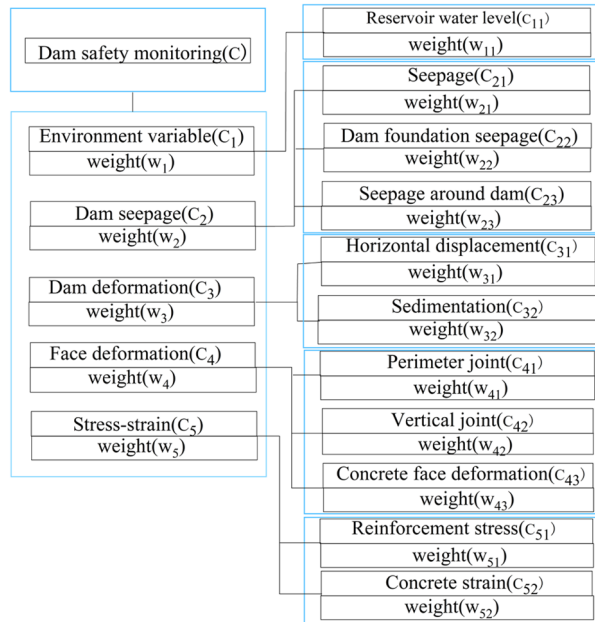 Dam safety monitoring(C)
Environment variable(C1)
weight(w1)
Dam seepage(C2)
weight(w2)
Dam deformation(C3)
weight(w3)
Face deformation(C4)
weight(w4)
Stress-strain(C5)
weight(w5)
Reservoir water level(C11)
weight(w11)
Seepage(C21)
weight(w21)
Dam foundation seepage(C22)
weight(w22)
Seepage around dam(C23)
weight(w23)
Horizontal displacement(C31)
weight(w31)
Sedimentation(C32)
weight(w32)
Perimeter joint(C41)
weight(w41)
Vertical joint(C42)
weight(w42)
Concrete face deformation(C43)
weight(w43)
Reinforcement stress(C51)
weight(w51)
Concrete strain(C52)
weight(w52)